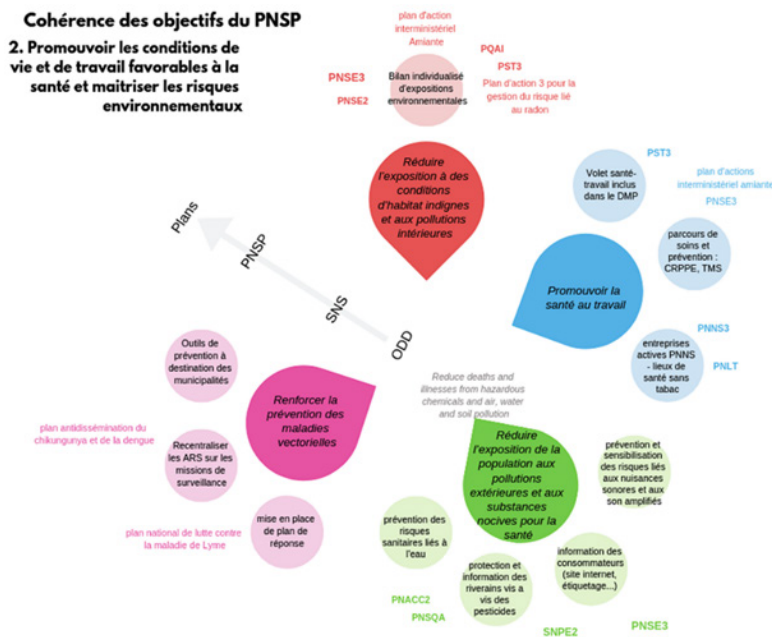 Cohérence des objectifs du PNSP
2. Promouvoir les conditions de
vie et de travail favorables à la
santé et maitriser les risques
environnementaux
plan d'action
interministériel
Amiante
PQAI
PST3
Plan d'action 3 pour la
gestion du risque lié
au radon
PNSE3
PNSE2
Bilan individualisé
d'expositions
environnementales
Réduire
l'exposition à des
conditions
d'habitat indignes
et aux pollutions
intérieures
PST3
Volet santé-
travail inclus
dans le DMP
plan d'actions
interministériel amiante
PNSE3
parcours de
soins et
prévention :
CRPPE, TMS
Promouvoir la
santé au travail
PNNS3
entreprises
actives PNNS
- lieux de
santé sans
tabac
PNLT
Plans
PNSP
SNS
ODD
Reduce deaths and
illnesses from hazardous
chemicals and air, water
and soil pollution
Outils de
prévention à
destination des
municipalités
Renforcer la
prévention des
maladies
vectorielles
plan antidissémination du
chikungunya et de la dengue
Recentraliser
les ARS sur les
missions de
surveillance
plan national de lutte contre
la maladie de Lyme
mise en place
de plan de
réponse
Réduire
l'exposition de la
population aux
pollutions
extérieures et aux
substances
nocives pour la
santé
prévention et
sensibilisation
des risques liés
aux nuisances
sonores et aux
son amplifiés
prévention des
risques
sanitaires liés à
l'eau
protection et
information des
riverains vis a
vis des
pesticides
information des
consommateurs
(site internet,
étiquetage...)
PNACC2
PNSQA
SNPE2
PNSE3